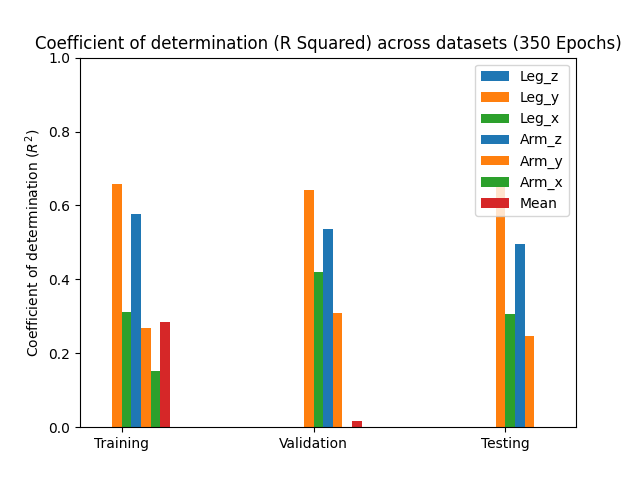 Coefficient of determination (R Squared) across datasets (350 Epochs)
Coefficient of determination (R²)
1.0
0.8
0.6
0.4
0.2
0.0
Leg_z
Leg_y
Leg_x
Arm_z
Arm_y
Arm_x
Mean
Training
Validation
Testing